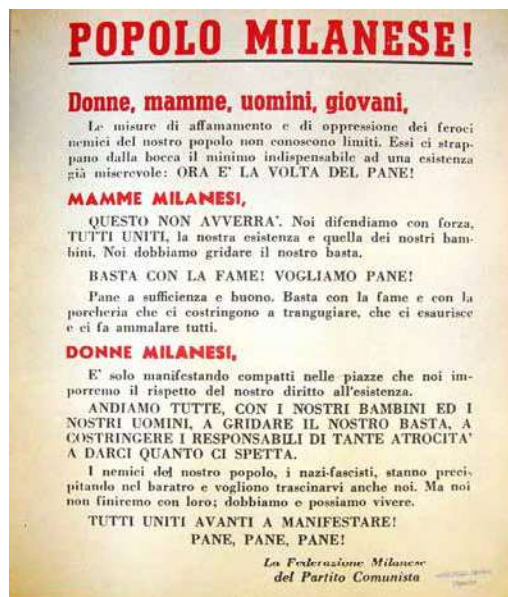 POPOLO MILANESE!
Donne, mamme, uomini, giovani,
Le misure di affamamento e di oppressione dei feroci
nemici del nostro popolo non conoscono limiti. Essi ci strap-
pano dalla bocca il minimo indispensabile ad una esistenza
già miserevole: ORA E' LA VOLTA DEL PANE!
MAMME MILANESI,
QUESTO NON AVVERRA'. Noi difendiamo con forza,
TUTTI UNITI, la nostra esistenza e quella dei nostri bam-
bini. Noi dobbiamo gridare il nostro basta.
BASTA CON LA FAME! VOGLIAMO PANE!
Pane a sufficienza e buono. Basta con la fame e con la
porcheria che ci costringono a trangugiare, che ci esaurisce
e ci fa ammalare tutti.
DONNE MILANESI,
E' solo manifestando compatti nelle piazze che noi im-
porremo il rispetto del nostro diritto all'esistenza.
ANDIAMO TUTTE, CON I NOSTRI BAMBINI ED I
NOSTRI UOMINI, A GRIDARE IL NOSTRO BASTA, A
COSTRINGERE I RESPONSABILI DI TANTE ATROCITA'
A DARCI QUANTO CI SPETTA.
I nemici del nostro popolo, i nazi-fascisti, stanno preci-
pitando nel baratro e vogliono trascinarvi anche noi. Ma noi
non finiremo con loro; dobbiamo e possiamo vivere.
TUTTI UNITI AVANTI A MANIFESTARE!
PANE, PANE, PANE!
La Federazione Milanese
del Partito Comunista